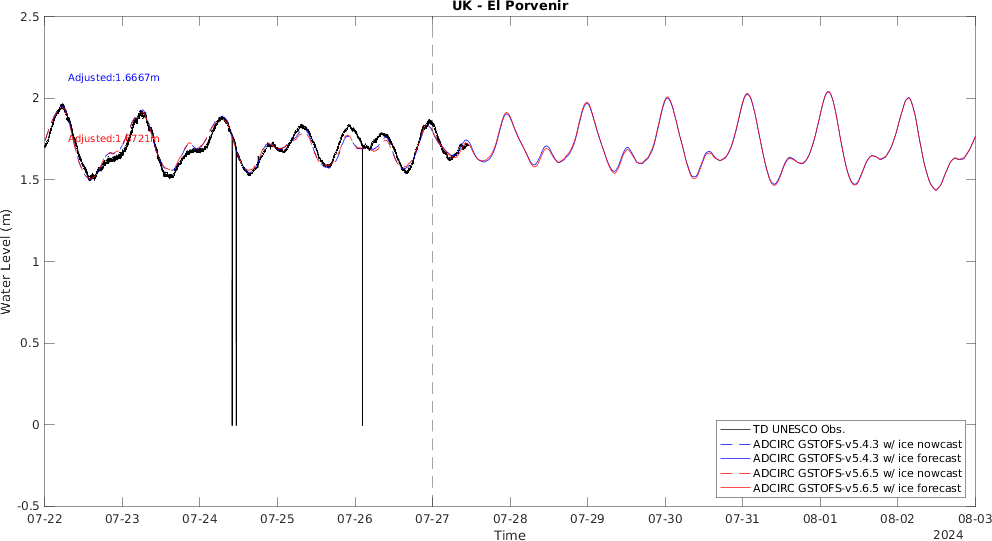 UK - El Porvenir
2.5
2
1.5
1
0.5
0
-0.5
Water Level (m)
Adjusted:1.6667m
Adjusted:1.6721m
TD UNESCO Obs.
ADCIRC GSTOFS-v5.4.3 w/ ice nowcast
ADCIRC GSTOFS-v5.4.3 w/ ice forecast
ADCIRC GSTOFS-v5.6.5 w/ ice nowcast
ADCIRC GSTOFS-v5.6.5 w/ ice forecast
07-22 07-23 07-24 07-25 07-26 07-27 07-28 07-29 07-30 07-31 08-01 08-02 08-03
Time
2024